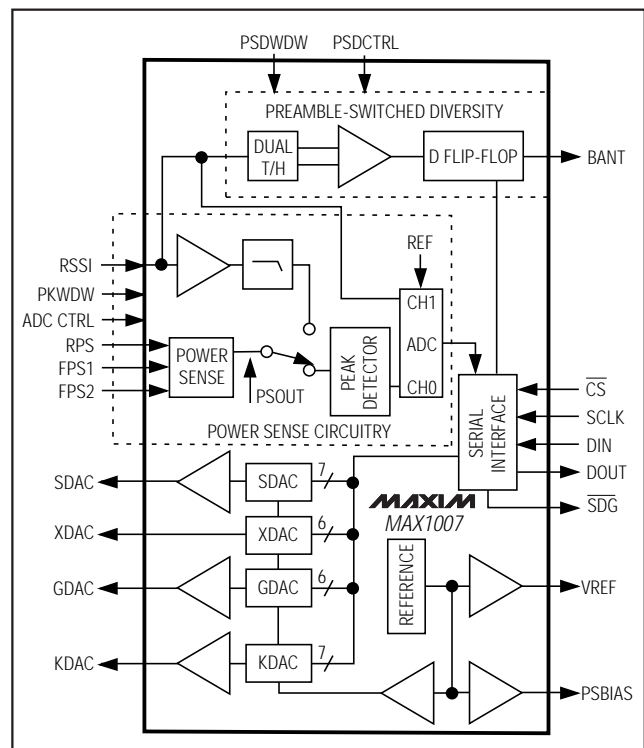 PSDWDW PSDCTRL
PREAMBLE-SWITCHED DIVERSITY
DUAL
T/H
D FLIP-FLOP
BANT
RSSI
REF
PKWDW
CH1
ADC CTRL
RPS
POWER
SENSE
ADC
FPS1
FPS2
PSOUT
PEAK
DETECTOR
CH0
SERIAL
INTERFACE
CS
SCLK
DIN
DOUT
SDG
POWER SENSE CIRCUITRY
SDAC SDAC 7
MAXIM
MAX1007
XDAC XDAC 6
GDAC GDAC 6
REFERENCE
VREF
KDAC KDAC 7
PSBIAS